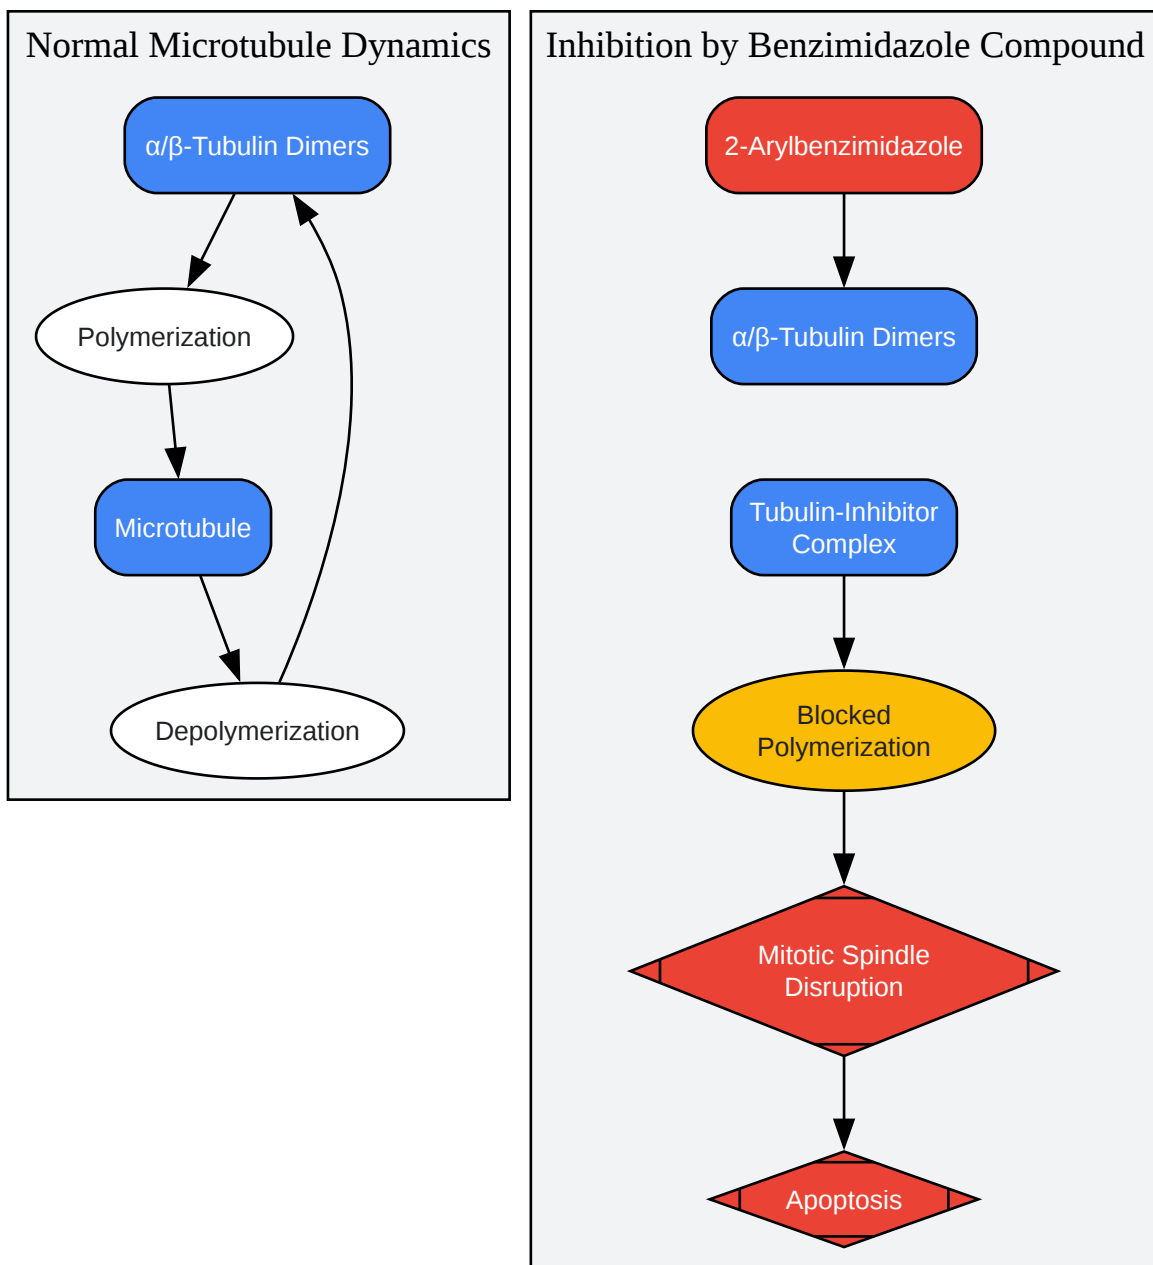 Normal Microtubule Dynamics
α/β-Tubulin Dimers
Polymerization
Microtubule
Depolymerization
Inhibition by Benzimidazole Compound
2-Arylbenzimidazole
α/β-Tubulin Dimers
Tubulin-Inhibitor
Complex
Blocked
Polymerization
Mitotic Spindle
Disruption
Apoptosis